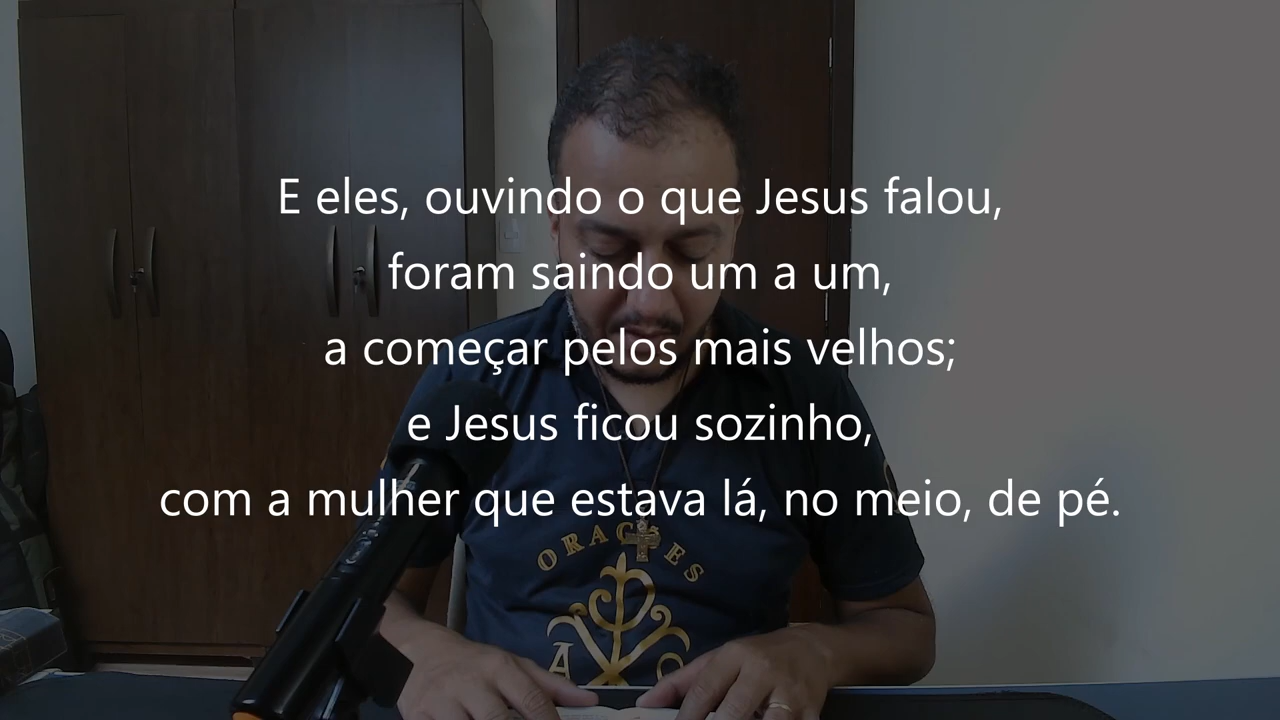 E eles, ouvindo o que Jesus falou,
foram saindo um a um,
a começar pelos mais velhos;
e Jesus ficou sozinho,
com a mulher que estava lá, no meio, de pé.
ORAÇÕES
A O